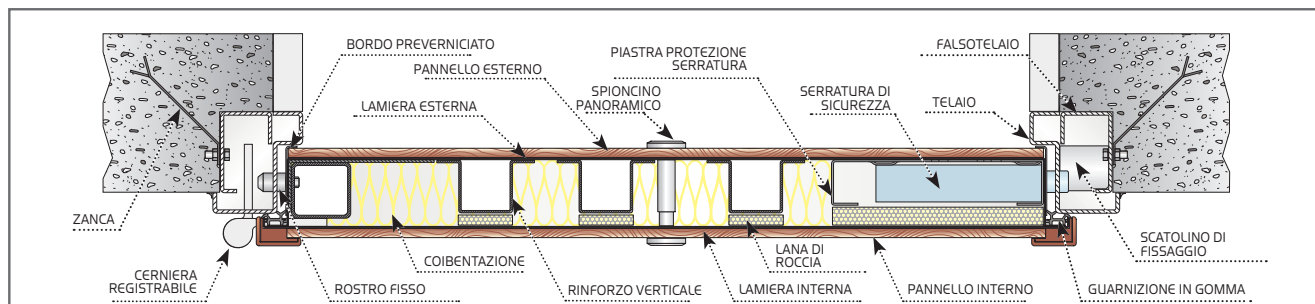 BORDO PREVERNICIATO
PANNELLO ESTERNO
LAMIERA ESTERNA
SPIONCINO
PANORAMICO
PIASTRA PROTEZIONE
SERRATURA
SERRATURA DI
SICUREZZA
FALSOTELAIO
TELAIO
ZANCA
CERNIERA
REGISTRABILE
ROSTRO FISSO
COIBENTAZIONE
RINFORZO VERTICALE
LANA DI
ROCCIA
LAMIERA INTERNA
PANNELLO INTERNO
SCATOLINO DI
FISSAGGIO
GUARNIZIONE IN GOMMA